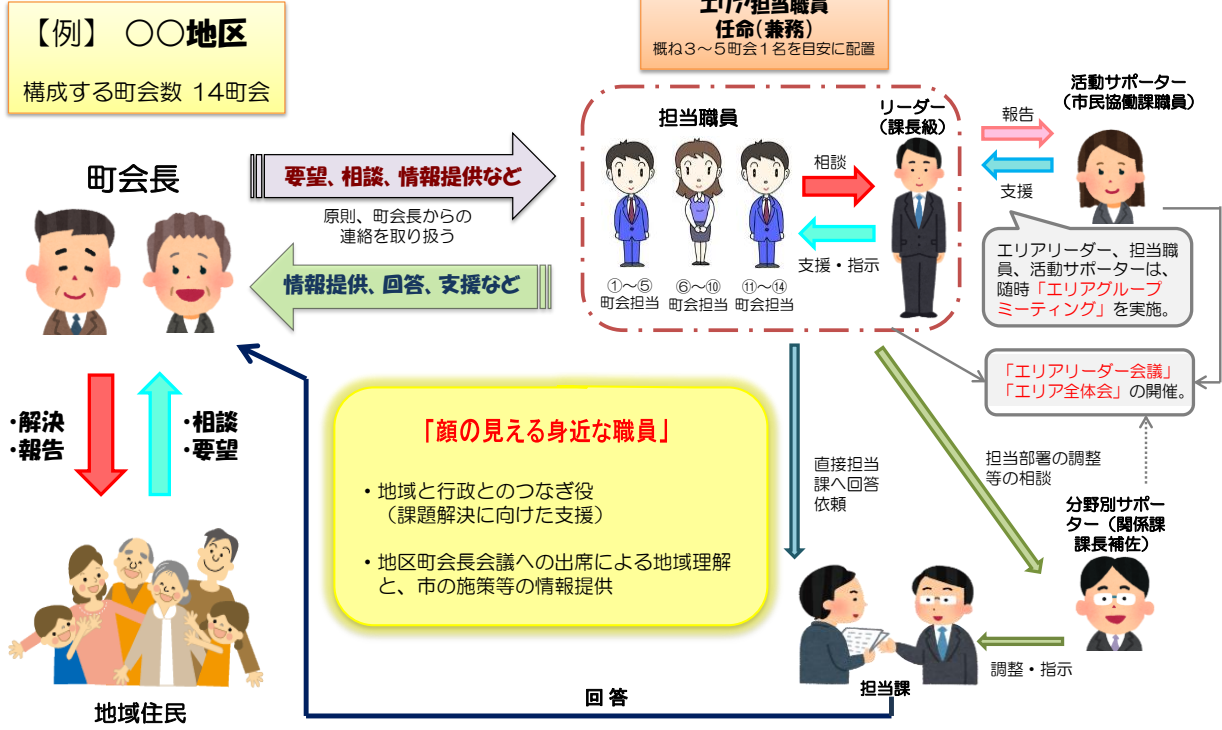 【例】 〇〇地区
構成する町会数 14町会
エリア担当職員
任命(兼務)
概ね3～5町会1名を目安に配置
町会長
要望、相談、情報提供など
原則、町会長からの
連絡を取り扱う
情報提供、回答、支援など
担当職員
①～⑤
町会担当
⑥～⑩
町会担当
⑪～⑭
町会担当
相談
支援・指示
リーダー
(課長級)
報告
支援
活動サポーター
(市民協働課職員)
エリアリーダー、担当職
員、活動サポーターは、
随時「エリアグループ
ミーティング」を実施。
「エリアリーダー会議」
「エリア全体会」の開催。
・解決
・報告
・相談
・要望
「顔の見える身近な職員」
・地域と行政とのつなぎ役
(課題解決に向けた支援)
・地区町会長会議への出席による地域理解
と、市の施策等の情報提供
直接担当
課へ回答
依頼
担当部署の調整
等の相談
分野別サポー
ター(関係課
課長補佐)
調整・指示
担当課
回答
地域住民